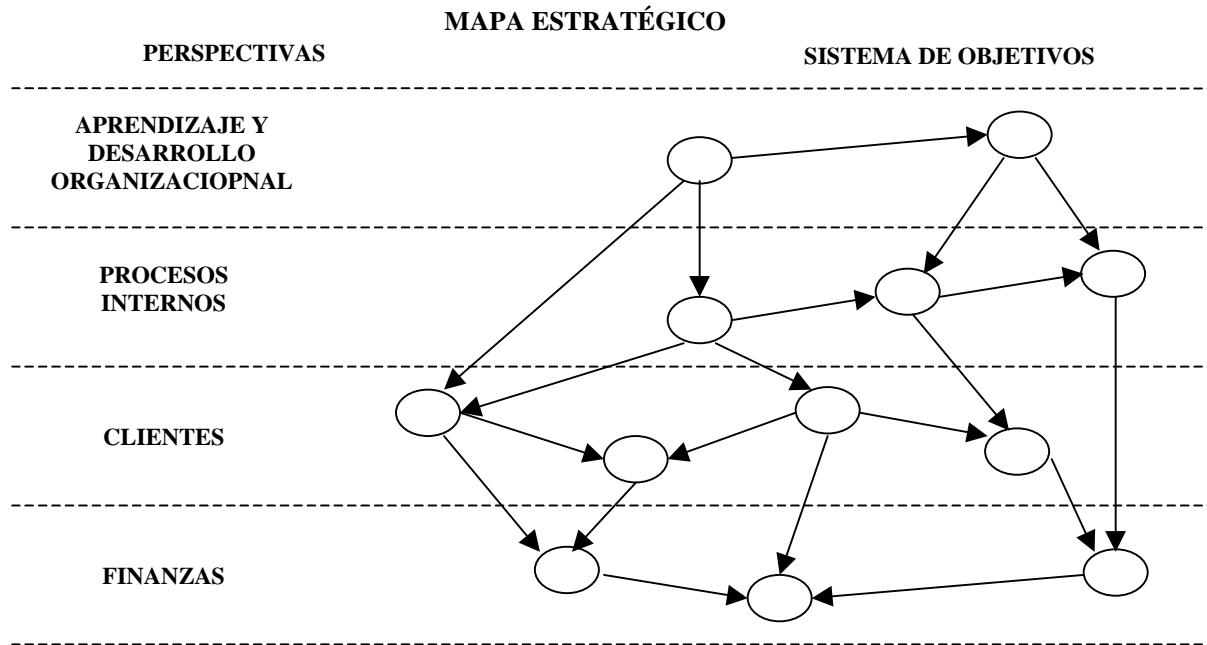 MAPA ESTRATÉGICO
PERSPECTIVAS
SISTEMA DE OBJETIVOS
APRENDIZAJE Y
DESARROLLO
ORGANIZACIOPNAL
PROCESOS
INTERNOS
CLIENTES
FINANZAS